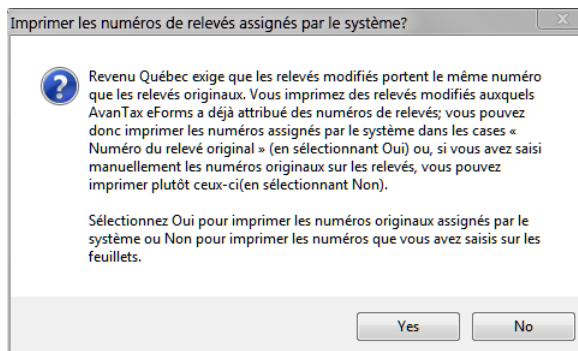 Imprimer les numéros de relevés assignés par le système?
Revenu Québec exige que les relevés modifiés portent le même numéro
que les relevés originaux. Vous imprimez des relevés modifiés auxquels
AvanTax eForms a déjà attribué des numéros de relevés; vous pouvez
donc imprimer les numéros assignés par le système dans les cases «
Numéro du relevé original » (en sélectionnant Oui) ou, si vous avez saisi
manuellement les numéros originaux sur les relevés, vous pouvez
imprimer plutôt ceux-ci(en sélectionnant Non).
Sélectionnez Oui pour imprimer les numéros originaux assignés par le
système ou Non pour imprimer les numéros que vous avez saisis sur les
feuillets.
Yes No